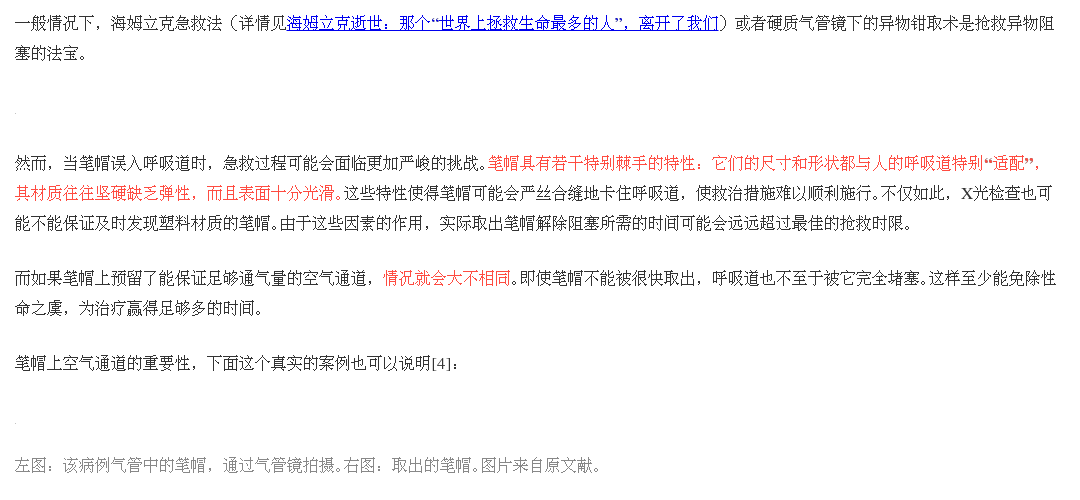 一般情况下，海姆立克急救法（详情见海姆立克逝世：那个“世界上拯救生命最多的人”，离开了我们）或者硬质气管镜下的异物钳取术是抢救异物阻
塞的法宝。
然而，当笔帽误入呼吸道时，急救过程可能会面临更加严峻的挑战。笔帽具有若干特别棘手的特性：它们的尺寸和形状都与人的呼吸道特别“适配”，
其材质往往坚硬缺乏弹性，而且表面十分光滑。这些特性使得笔帽可能会严丝合缝地卡住呼吸道，使救治措施难以顺利施行。不仅如此，X光检查也可
能不能保证及时发现塑料材质的笔帽。由于这些因素的作用，实际取出笔帽解除阻塞所需的时间可能会远远超过最佳的抢救时限。
而如果笔帽上预留了能保证足够通气量的空气通道，情况就会大不相同。即使笔帽不能被很快取出，呼吸道也不至于被它完全堵塞。这样至少能免除性
命之虞，为治疗赢得足够多的时间。
笔帽上空气通道的重要性，下面这个真实的案例也可以说明[4]：
左图：该病例气管中的笔帽，通过气管镜拍摄。右图：取出的笔帽。图片来自原文献。